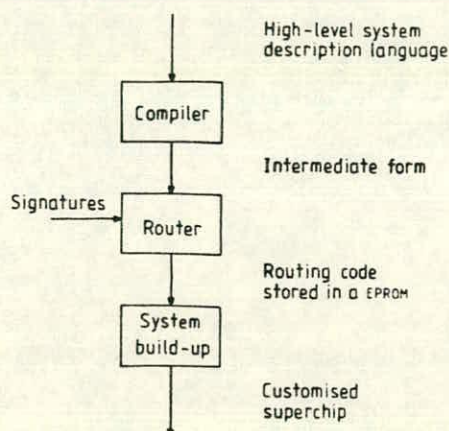 High-level system
description language
Compiler
Intermediate form
Signatures
Router
Routing code
stored in a EPROM
System
build-up
Customised
superchip